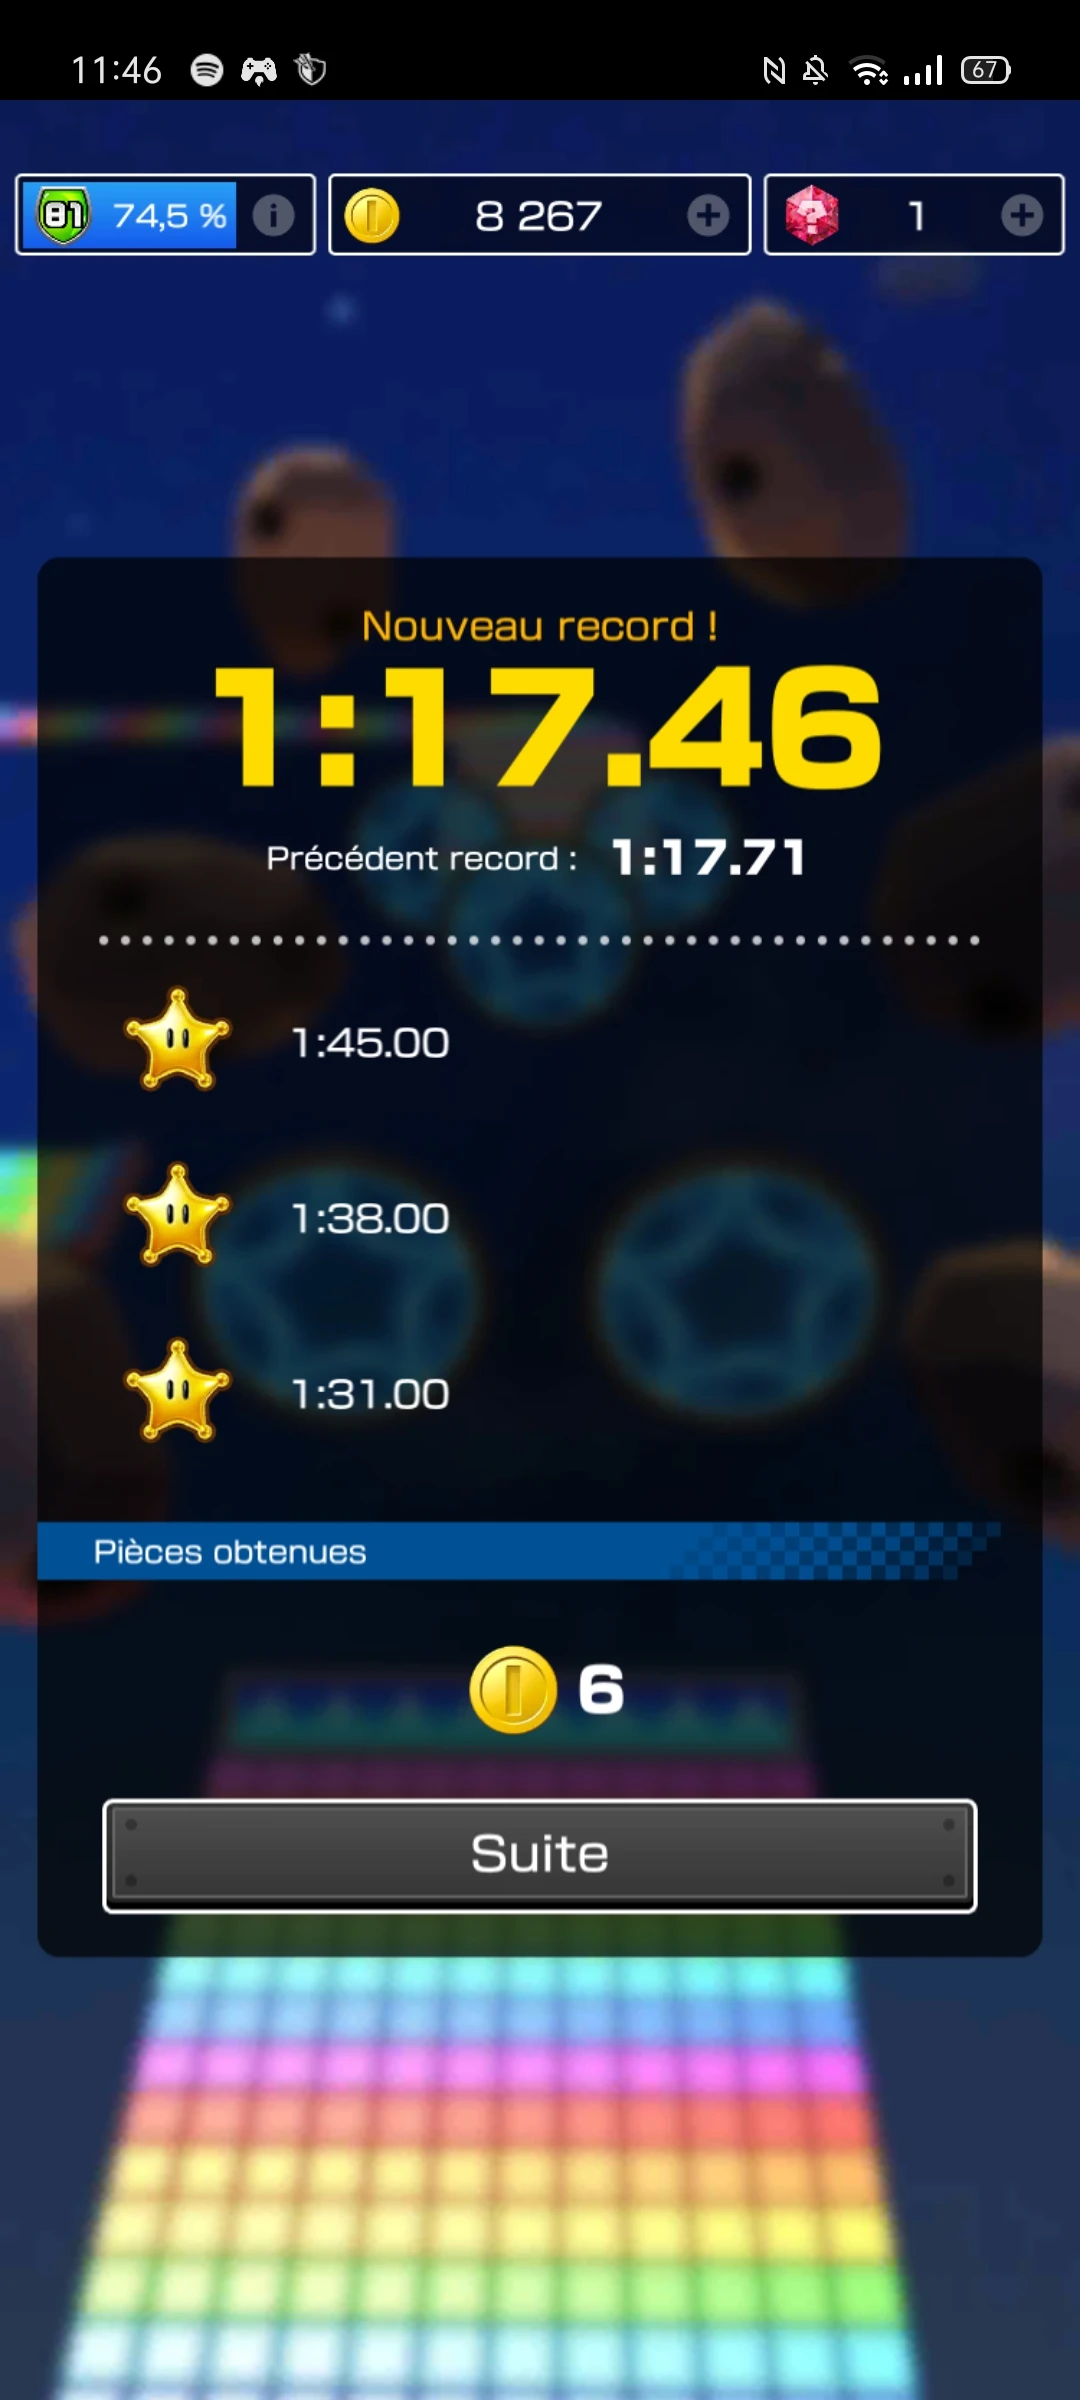 11:46 67
81 74,5 % 8 267 1
Nouveau record !
1:17.46
Précédent record : 1:17.71
1:45.00
1:38.00
1:31.00
Pièces obtenues
6
Suite